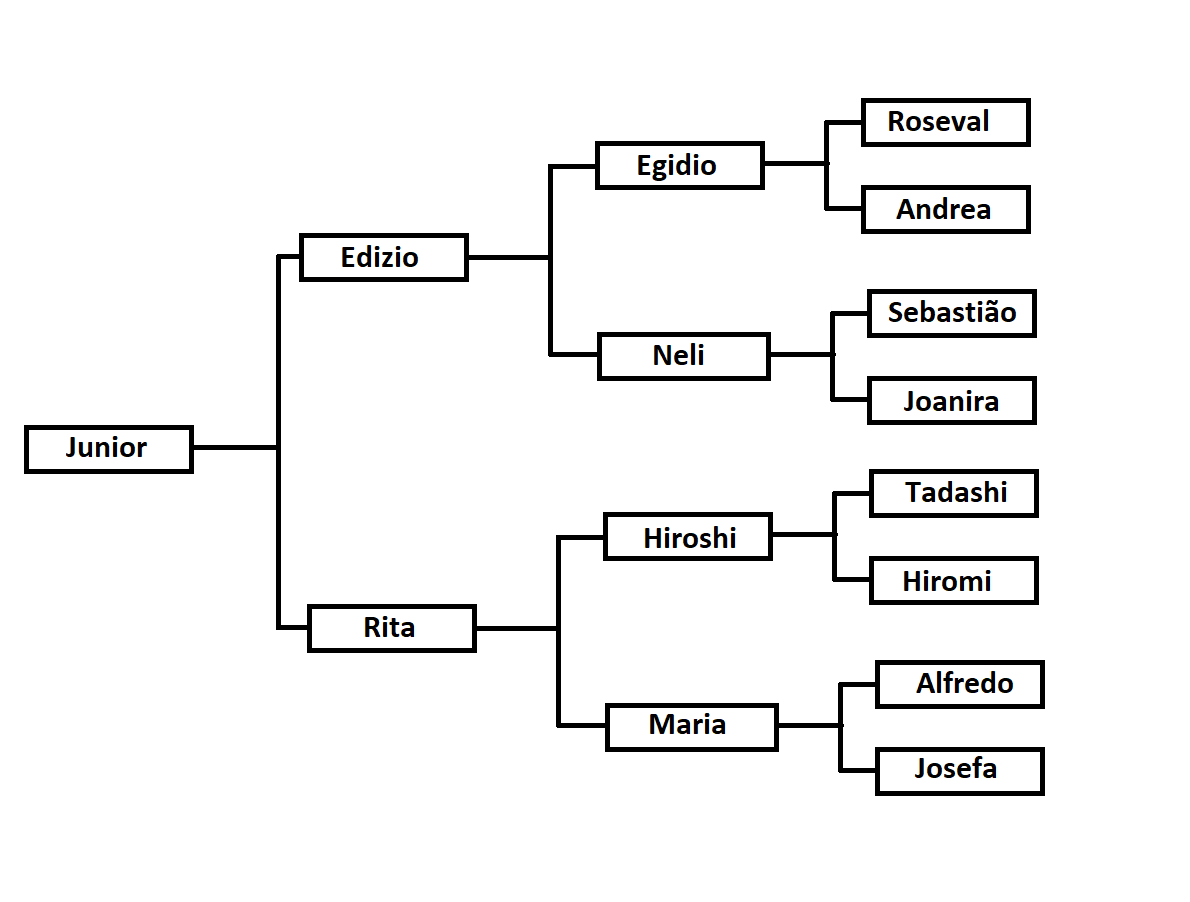 Junior
Edizio
Rita
Egidio
Neli
Hiroshi
Maria
Roseval
Andrea
Sebastião
Joanira
Tadashi
Hiromi
Alfredo
Josefa